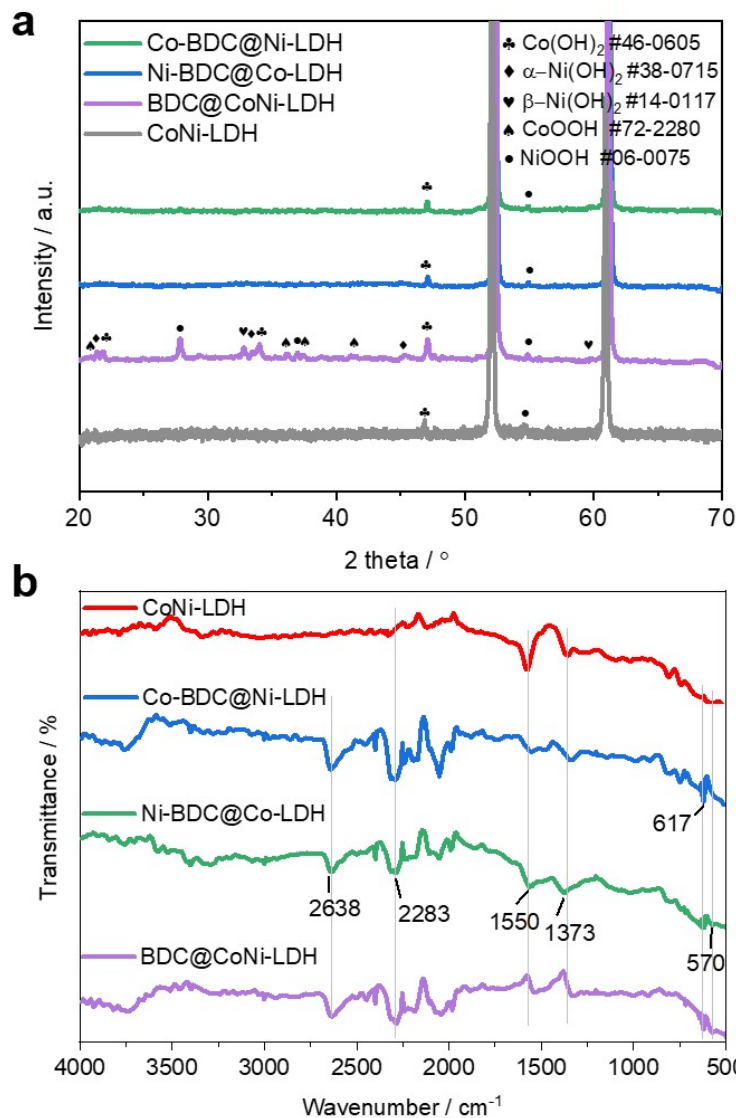 a
Co-BDC@Ni-LDH
Ni-BDC@Co-LDH
BDC@CoNi-LDH
CoNi-LDH
♣ Co(OH)₂ #46-0605
♦ α–Ni(OH)₂ #38-0715
♥ β–Ni(OH)₂ #14-0117
♠ CoOOH #72-2280
● NiOOH #06-0075
Intensity / a.u.
20 30 40 50 60 70
2 theta / °
b
CoNi-LDH
Co-BDC@Ni-LDH
617
Ni-BDC@Co-LDH
2638 2283 1550 1373 570
BDC@CoNi-LDH
Transmittance / %
4000 3500 3000 2500 2000 1500 1000 500
Wavenumber / cm⁻¹